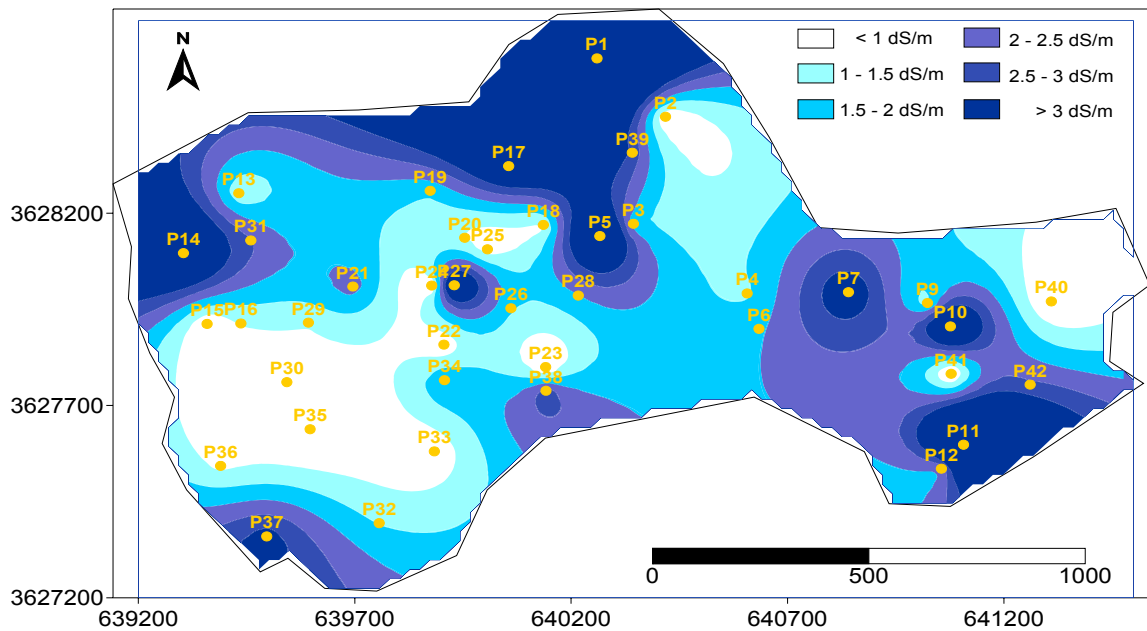 N
< 1 dS/m
2 - 2.5 dS/m
1 - 1.5 dS/m
2.5 - 3 dS/m
1.5 - 2 dS/m
> 3 dS/m
P1
P2
P39
P17
P13
P19
P3
P18
P5
P31
P20
P25
P14
P21
P24
P27
P28
P26
P4
P7
P9
P40
P6
P10
P15
P16
P29
P22
P23
P34
P38
P41
P42
P30
P35
P33
P36
P11
P12
P32
P37
3628200
3627700
3627200
0
500
1000
639200
639700
640200
640700
641200